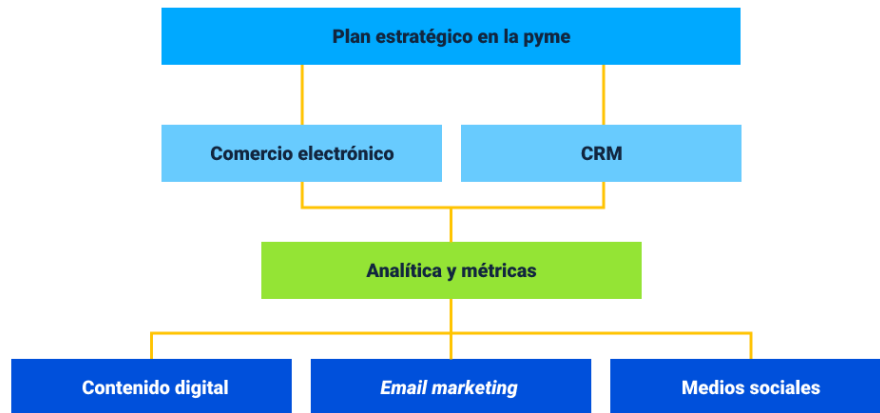 Plan estratégico en la pyme
Comercio electrónico
CRM
Analítica y métricas
Contenido digital
Email marketing
Medios sociales